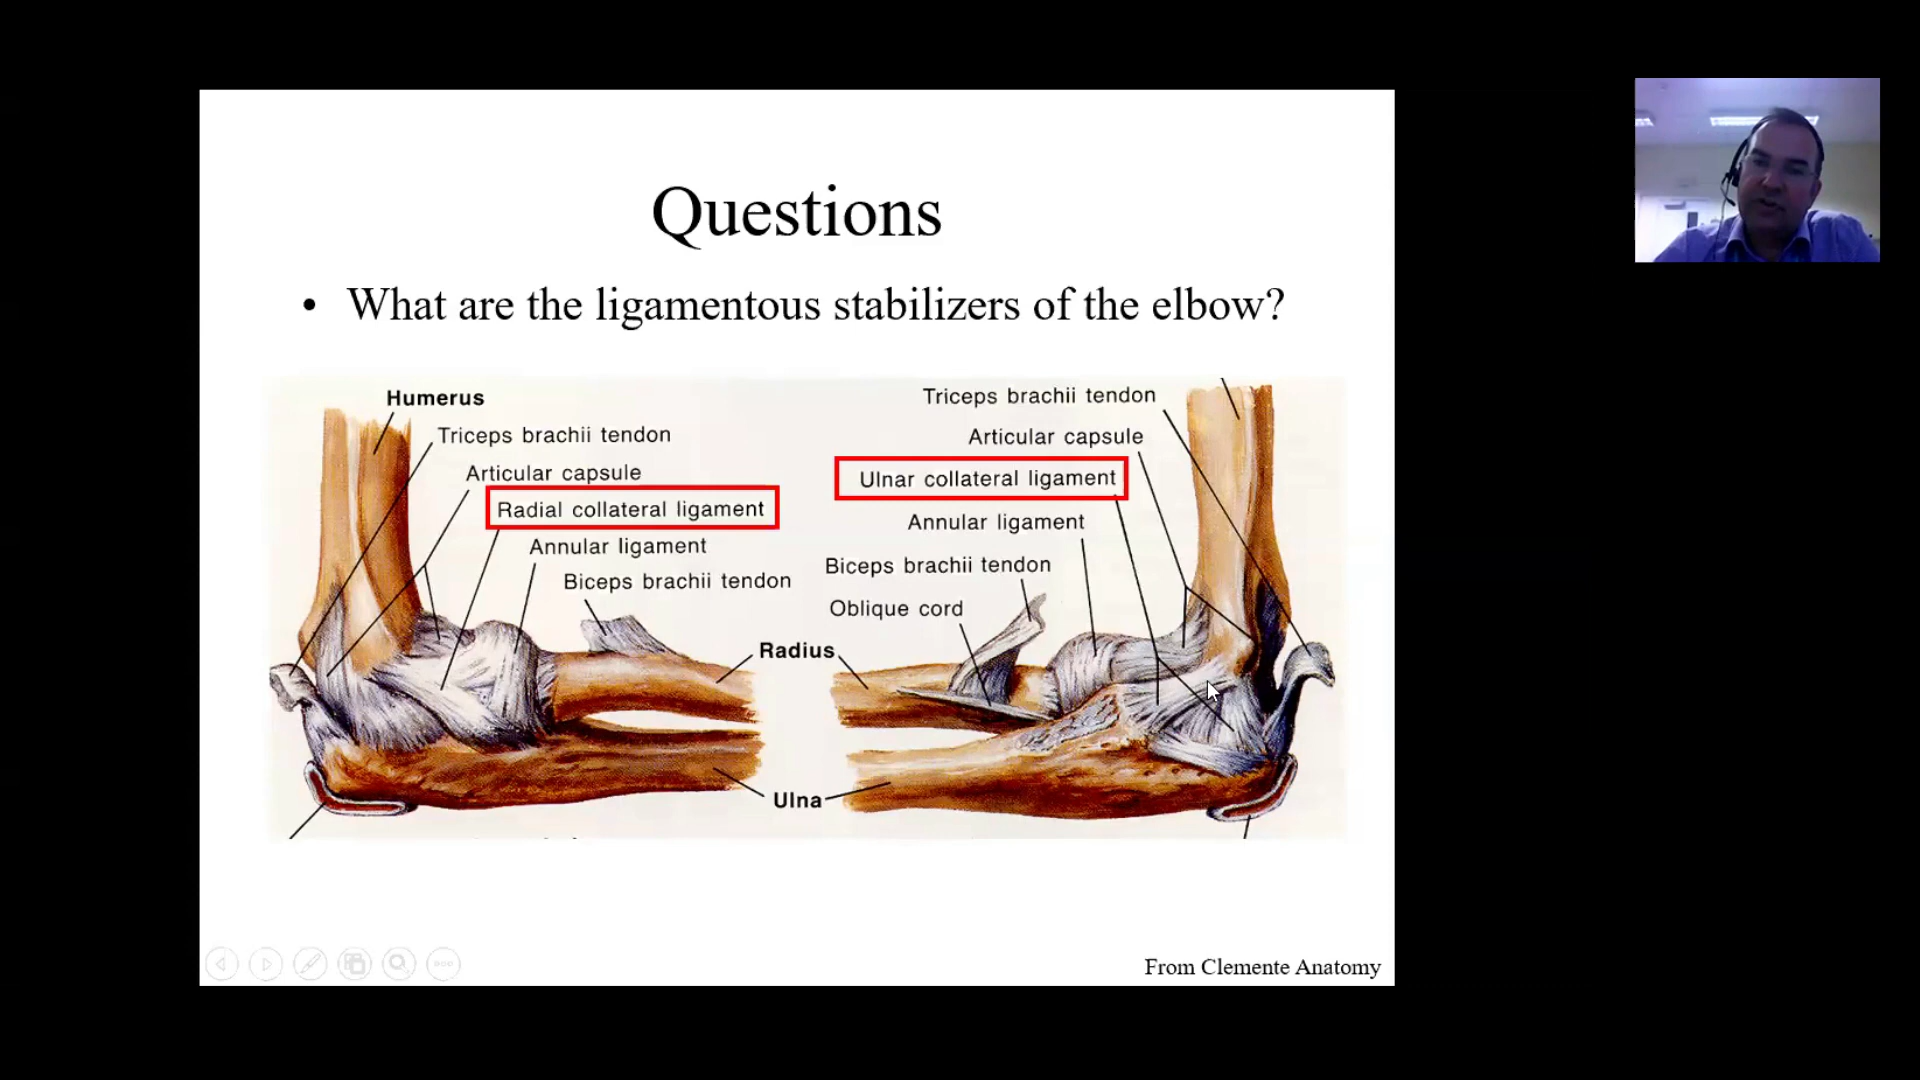 Questions
• What are the ligamentous stabilizers of the elbow?
Humerus
Triceps brachii tendon
Articular capsule
Radial collateral ligament
Annular ligament
Biceps brachii tendon
Triceps brachii tendon
Articular capsule
Ulnar collateral ligament
Annular ligament
Biceps brachii tendon
Oblique cord
Radius
Ulna
From Clemente Anatomy